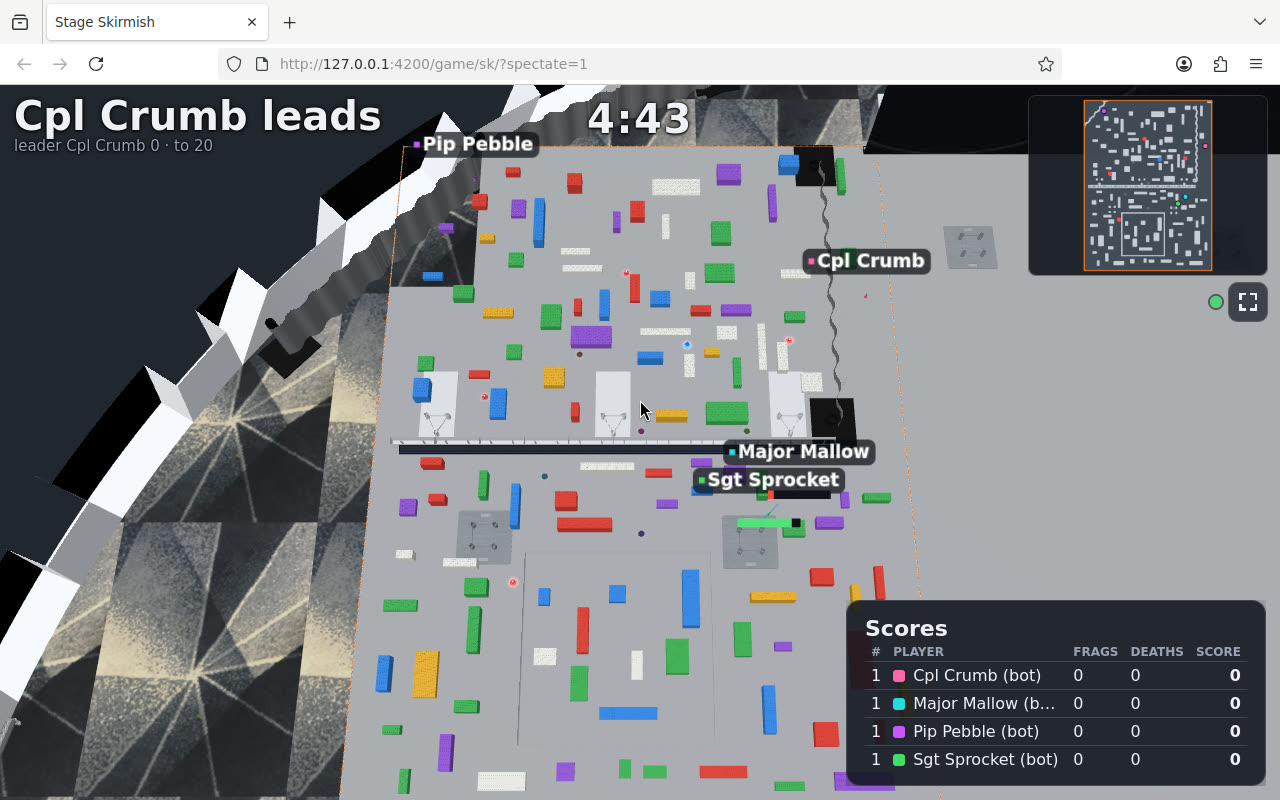 Stage Skirmish
http://127.0.0.1:4200/game/sk/?spectate=1
Cpl Crumb leads
leader Cpl Crumb 0 · to 20
4:43
Pip Pebble
Cpl Crumb
Major Mallow
Sgt Sprocket
Scores
# PLAYER FRAGS DEATHS SCORE
1 Cpl Crumb (bot) 0 0 0
1 Major Mallow (b... 0 0 0
1 Pip Pebble (bot) 0 0 0
1 Sgt Sprocket (bot) 0 0 0